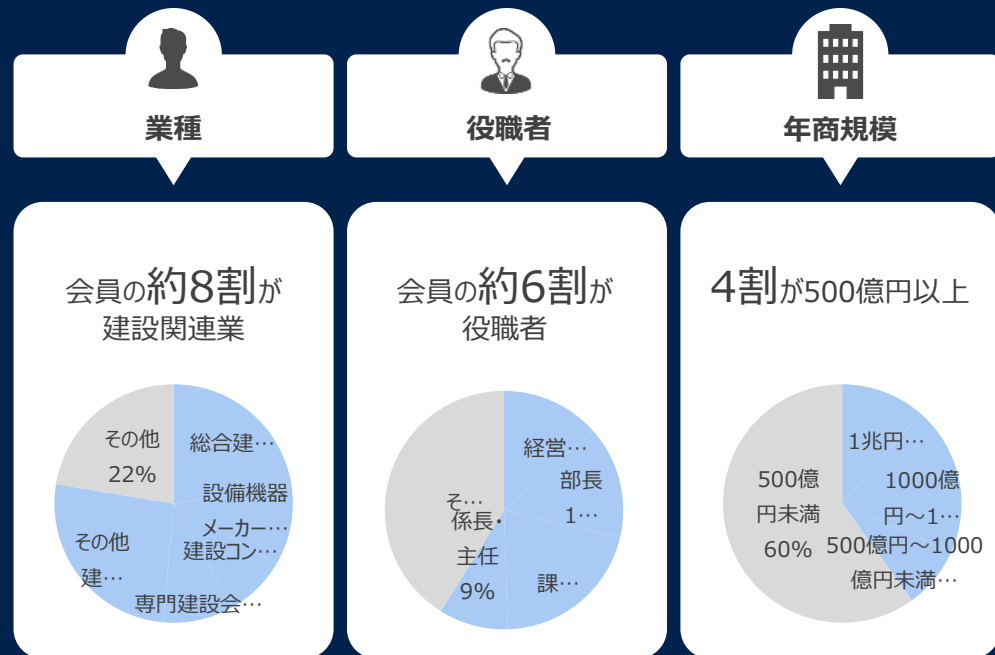 業種
役職者
年商規模
会員の約8割が
建設関連業
会員の約6割が
役職者
4割が500億円以上
その他
22%
総合建…
設備機器
メーカー…
建設コン…
専門建設会…
その他
建…
経営…
部長
1…
課…
係長・
主任
9%
そ…
1兆円…
1000億
円～1…
500億円～1000
億円未満…
500億
円未満
60%